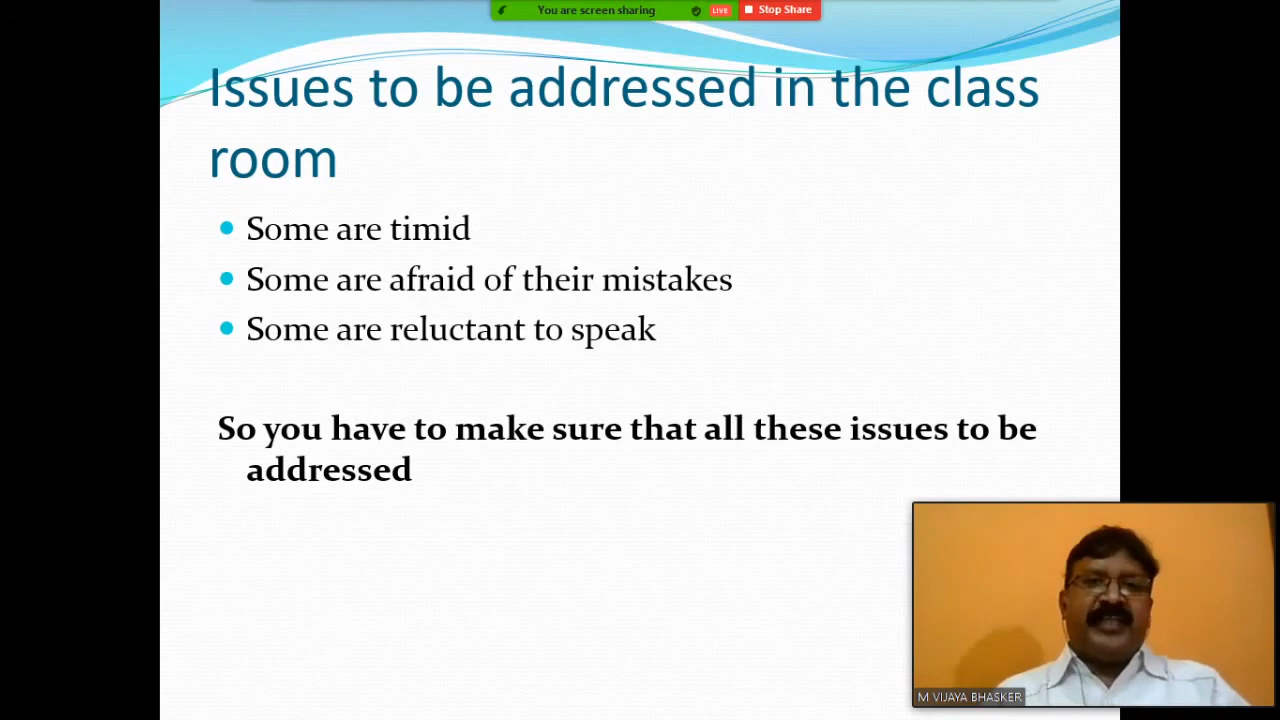 You are screen sharing LIVE Stop Share
Issues to be addressed in the class
room
Some are timid
Some are afraid of their mistakes
Some are reluctant to speak
So you have to make sure that all these issues to be
addressed
M VIJAYA BHASKER